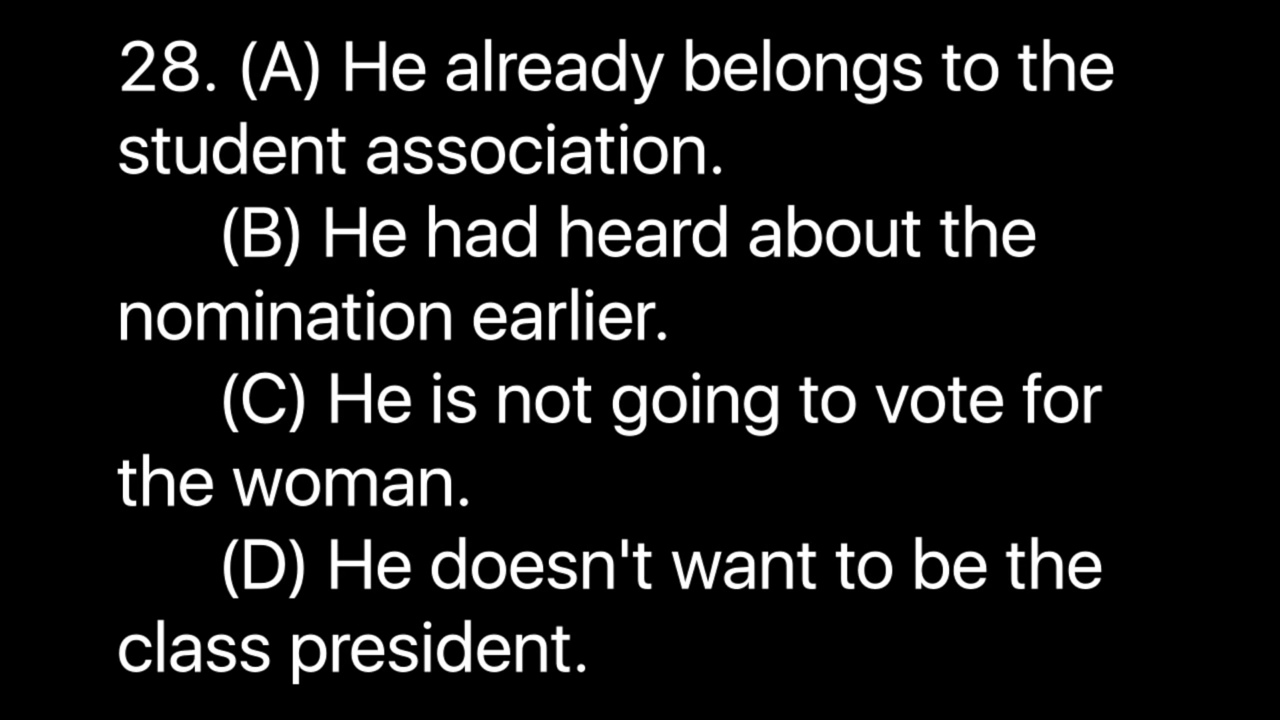 28. (A) He already belongs to the
student association.
(B) He had heard about the
nomination earlier.
(C) He is not going to vote for
the woman.
(D) He doesn't want to be the
class president.